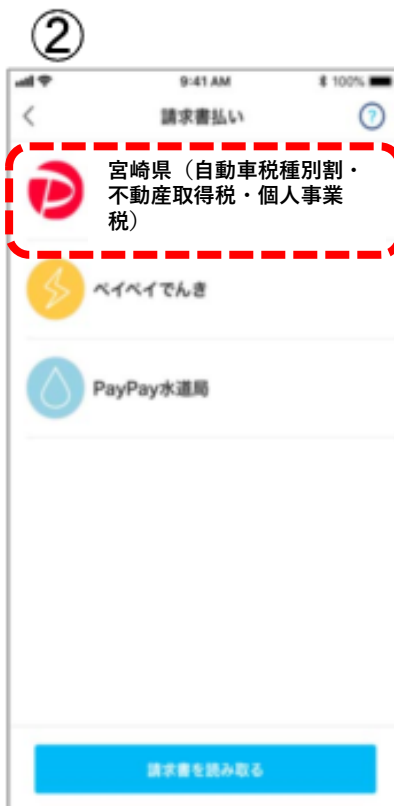 ②
9:41 AM
100%
請求書払い
?
宮崎県（自動車税種別割・
不動産取得税・個人事業
税）
ペイペイでんき
PayPay水道局
請求書を読み取る